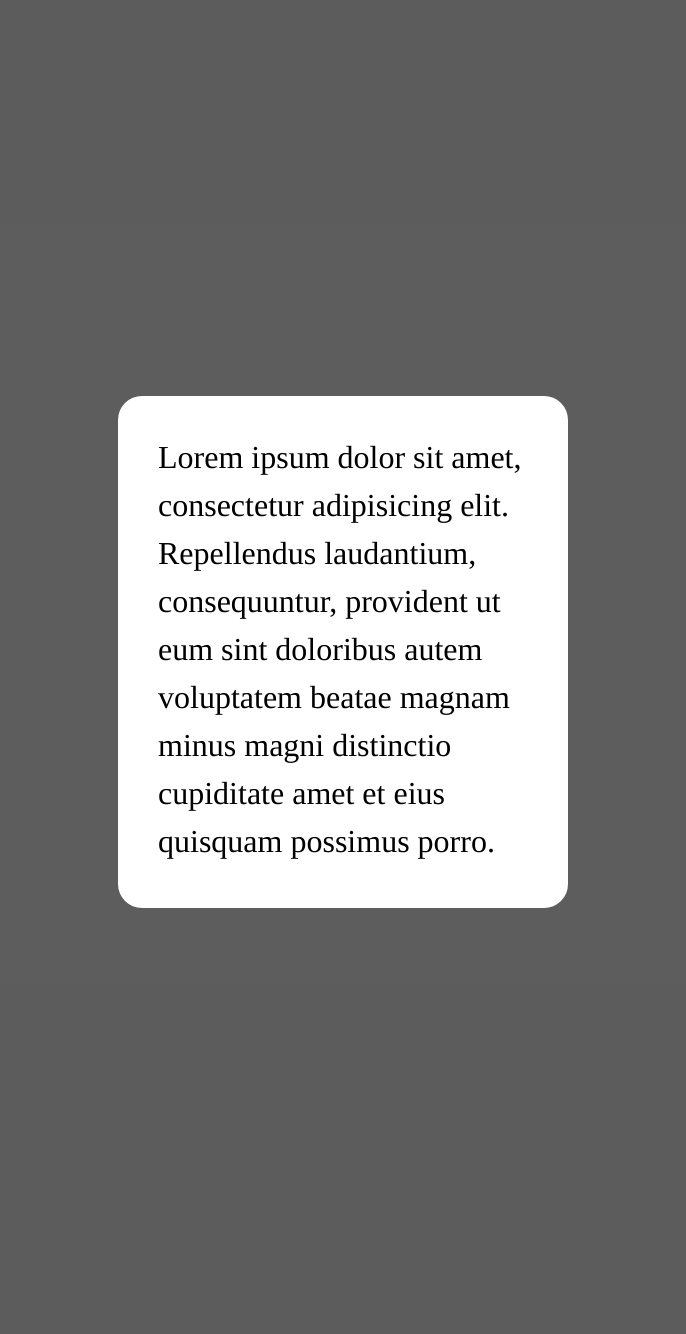 Lorem ipsum dolor sit amet,
consectetur adipisicing elit.
Repellendus laudantium,
consequuntur, provident ut
eum sint doloribus autem
voluptatem beatae magnam
minus magni distinctio
cupiditate amet et eius
quisquam possimus porro.